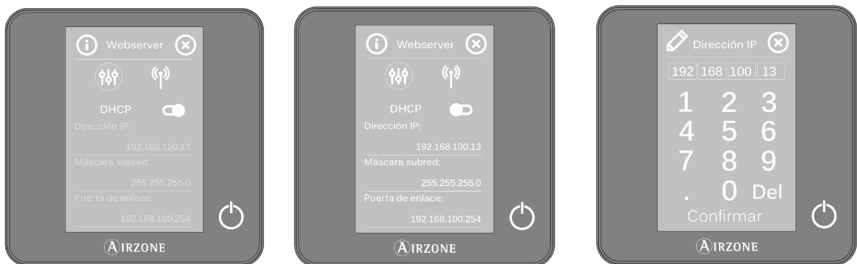 Webserver
DHCP
Dirección IP:
192.168.100.13
Máscara subred:
255.255.255.0
Puerta de enlace:
192.168.100.254
AIRZONE
Webserver
DHCP
Dirección IP:
192.168.100.13
Máscara subred:
255.255.255.0
Puerta de enlace:
192.168.100.254
AIRZONE
Dirección IP
192 168 100 13
1 2 3
4 5 6
7 8 9
. 0 Del
Confirmar
AIRZONE